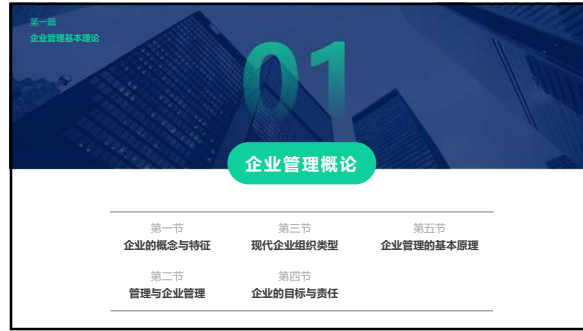 第一篇
企业管理基本理论
01
企业管理概论
第一节
企业的概念与特征
第二节
管理与企业管理
第三节
现代企业组织类型
第四节
企业的目标与责任
第五节
企业管理的基本原理